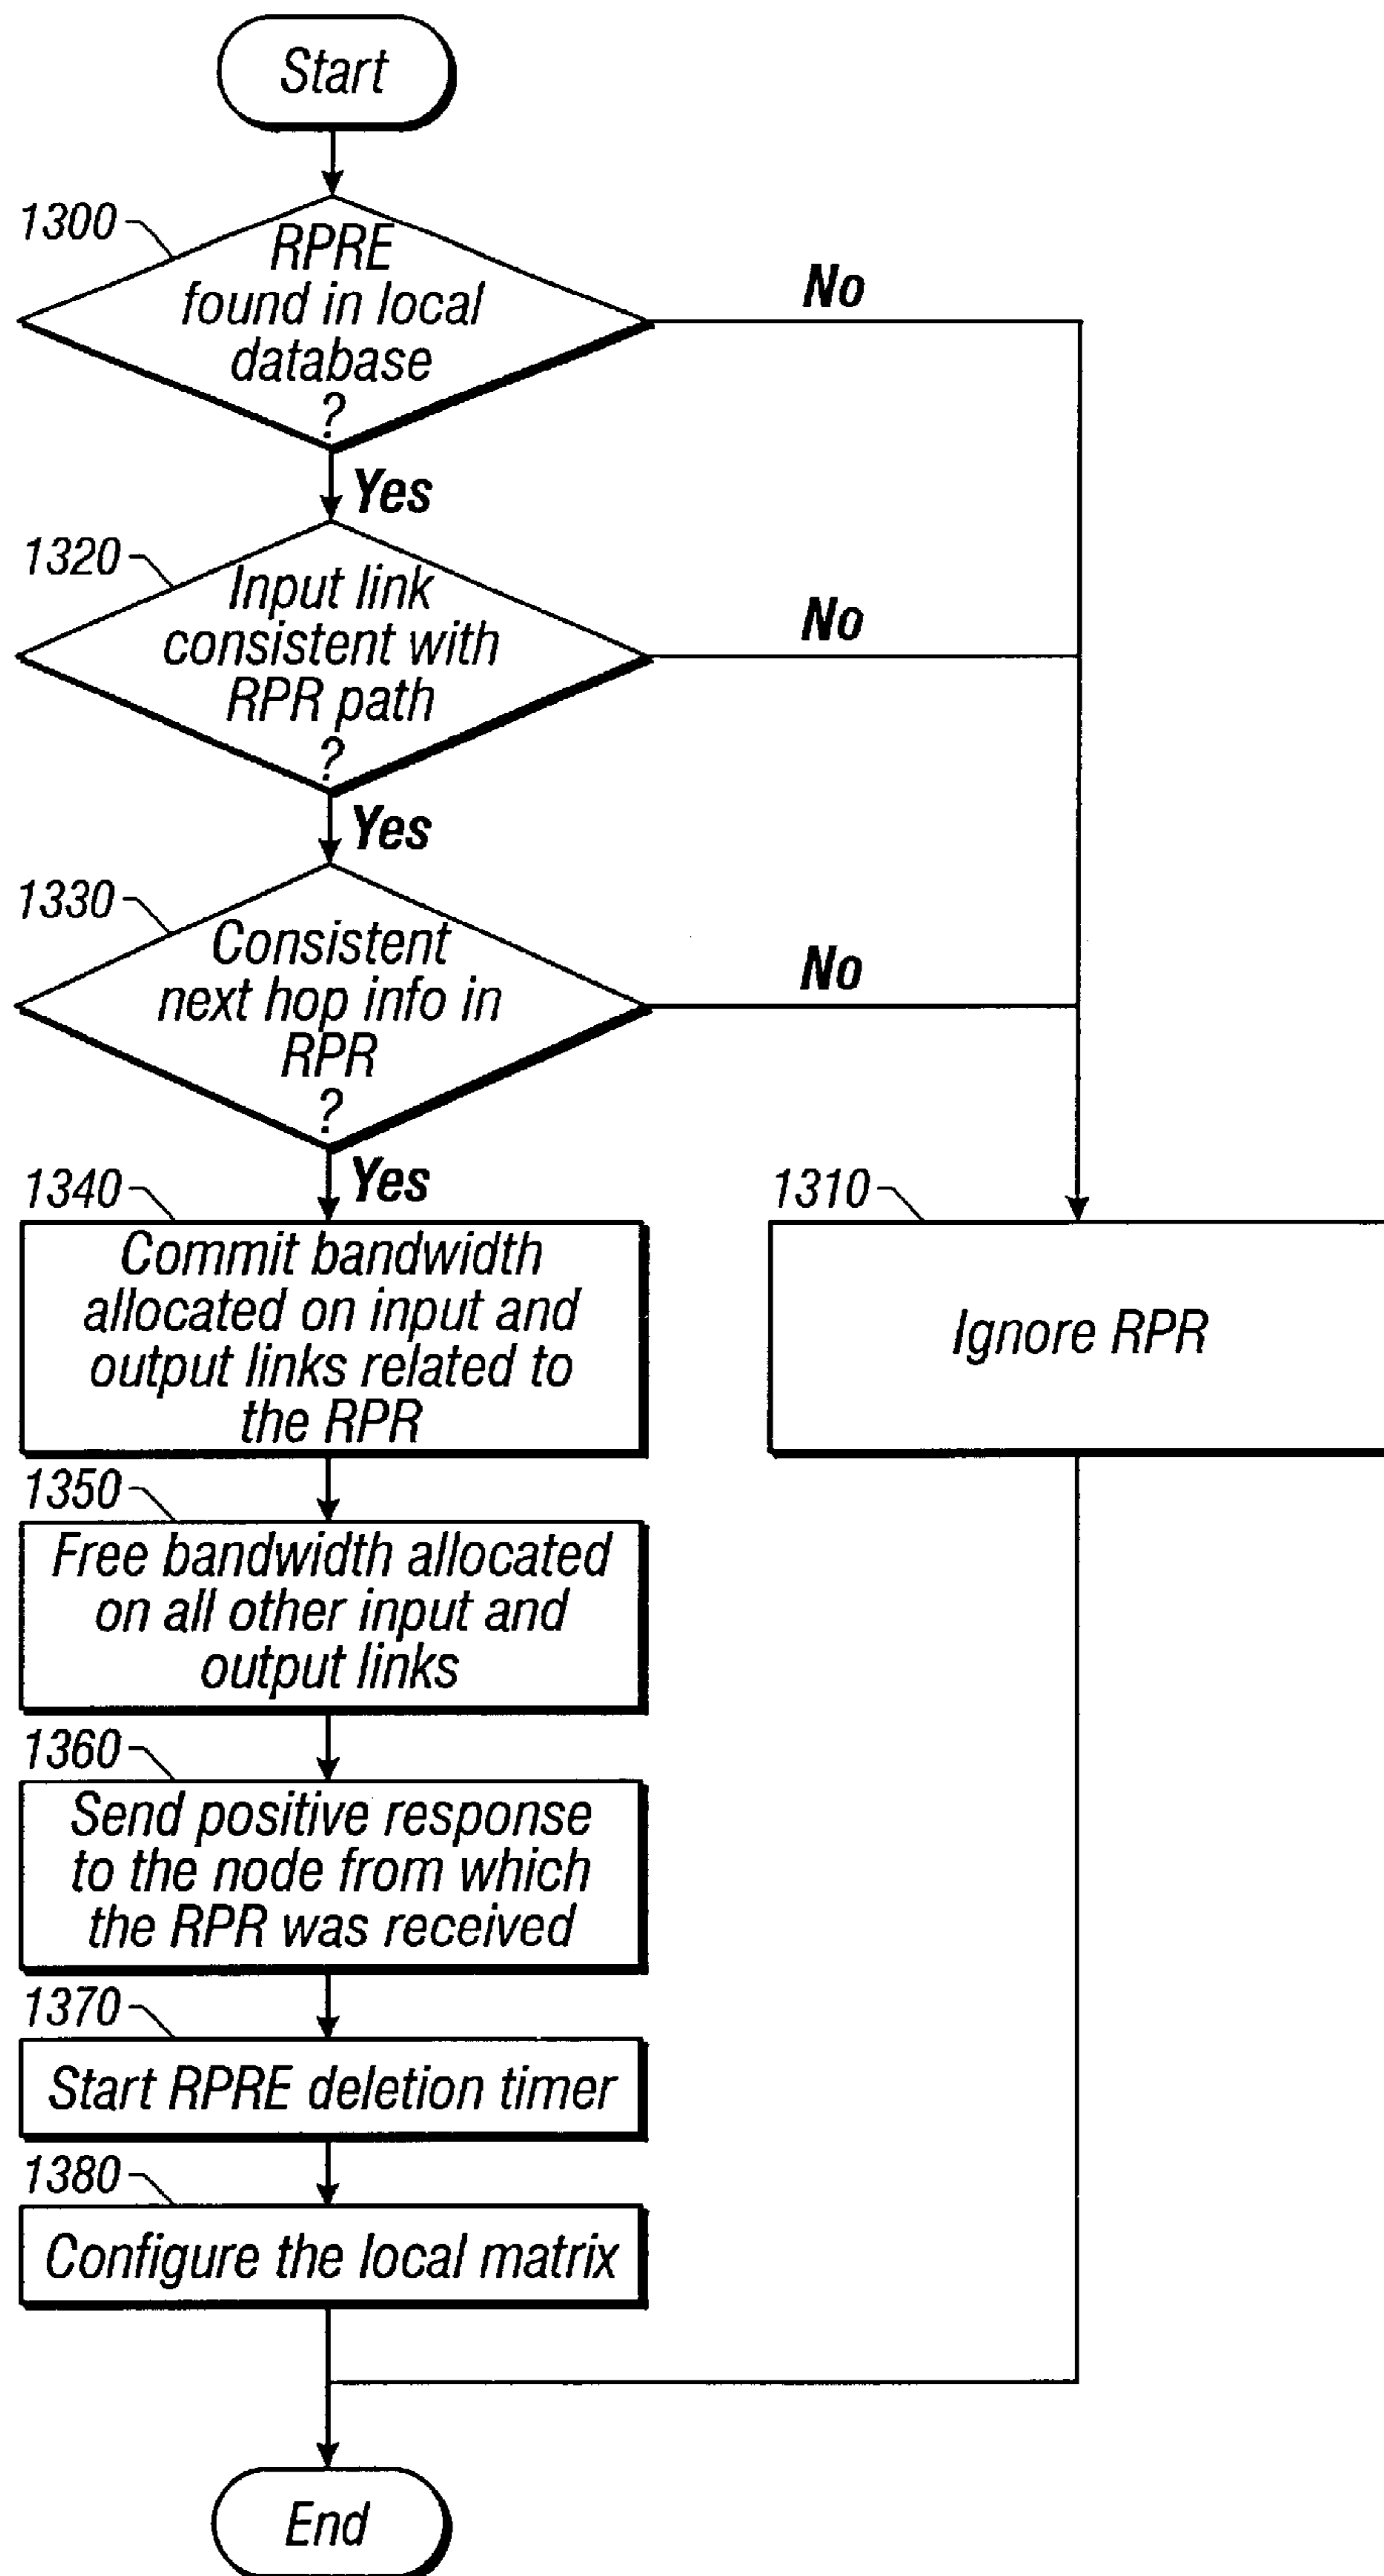 Start
1300
RPRE
found in local
database
?
No
Yes
1320
Input link
consistent with
RPR path
?
No
Yes
1330
Consistent
next hop info in
RPR
?
No
Yes
1340
Commit bandwidth
allocated on input and
output links related to
the RPR
1310
Ignore RPR
1350
Free bandwidth allocated
on all other input and
output links
1360
Send positive response
to the node from which
the RPR was received
1370
Start RPRE deletion timer
1380
Configure the local matrix
End